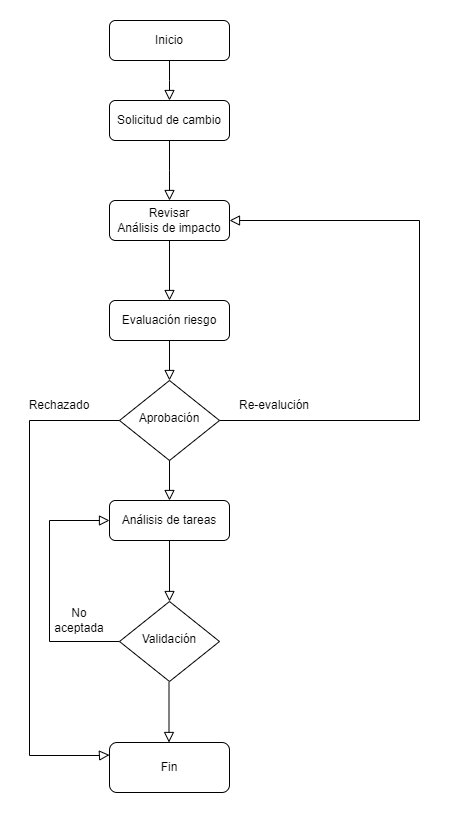 Inicio
Solicitud de cambio
Revisar
Análisis de impacto
Evaluación riesgo
Rechazado
Aprobación
Re-evalución
Análisis de tareas
No
aceptada
Validación
Fin